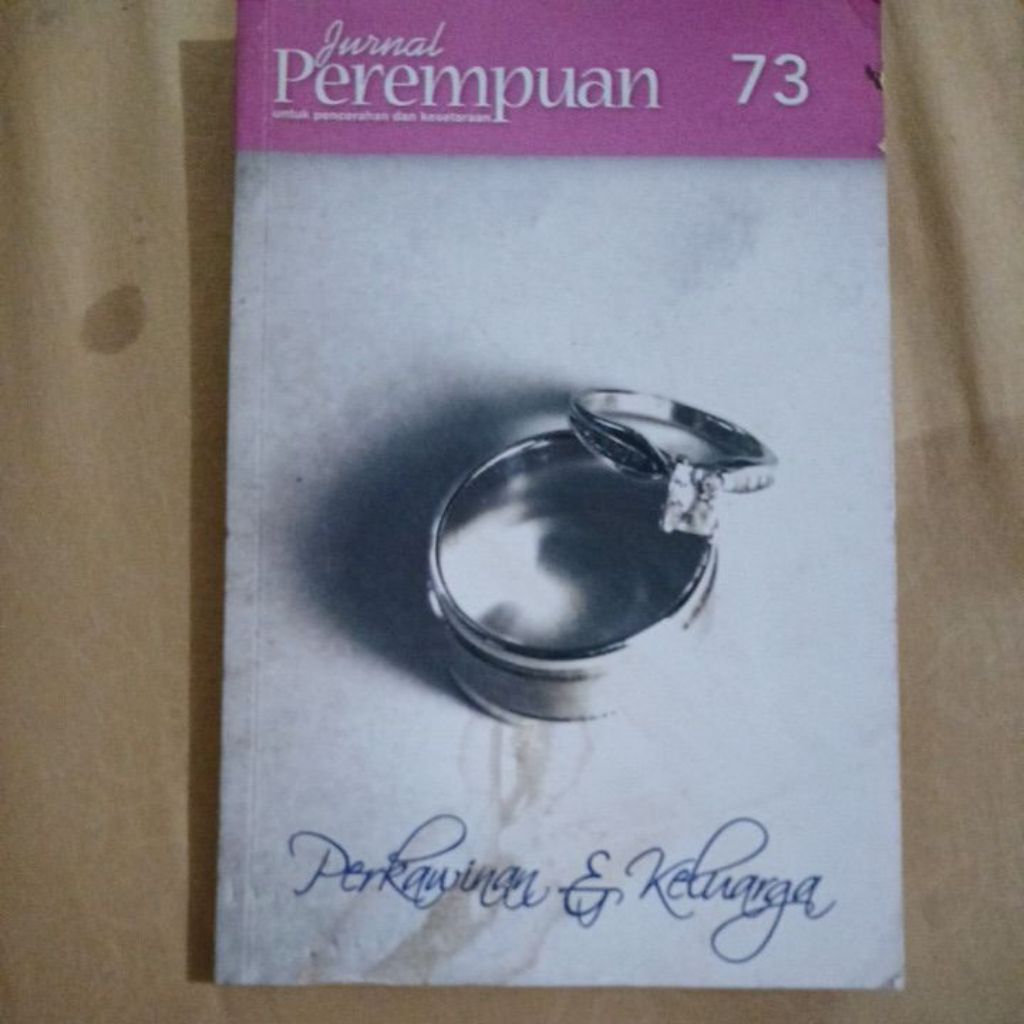 Jurnal
Perempuan 73
untuk pencerahan dan kesetaraan
Perkawinan & Keluarga